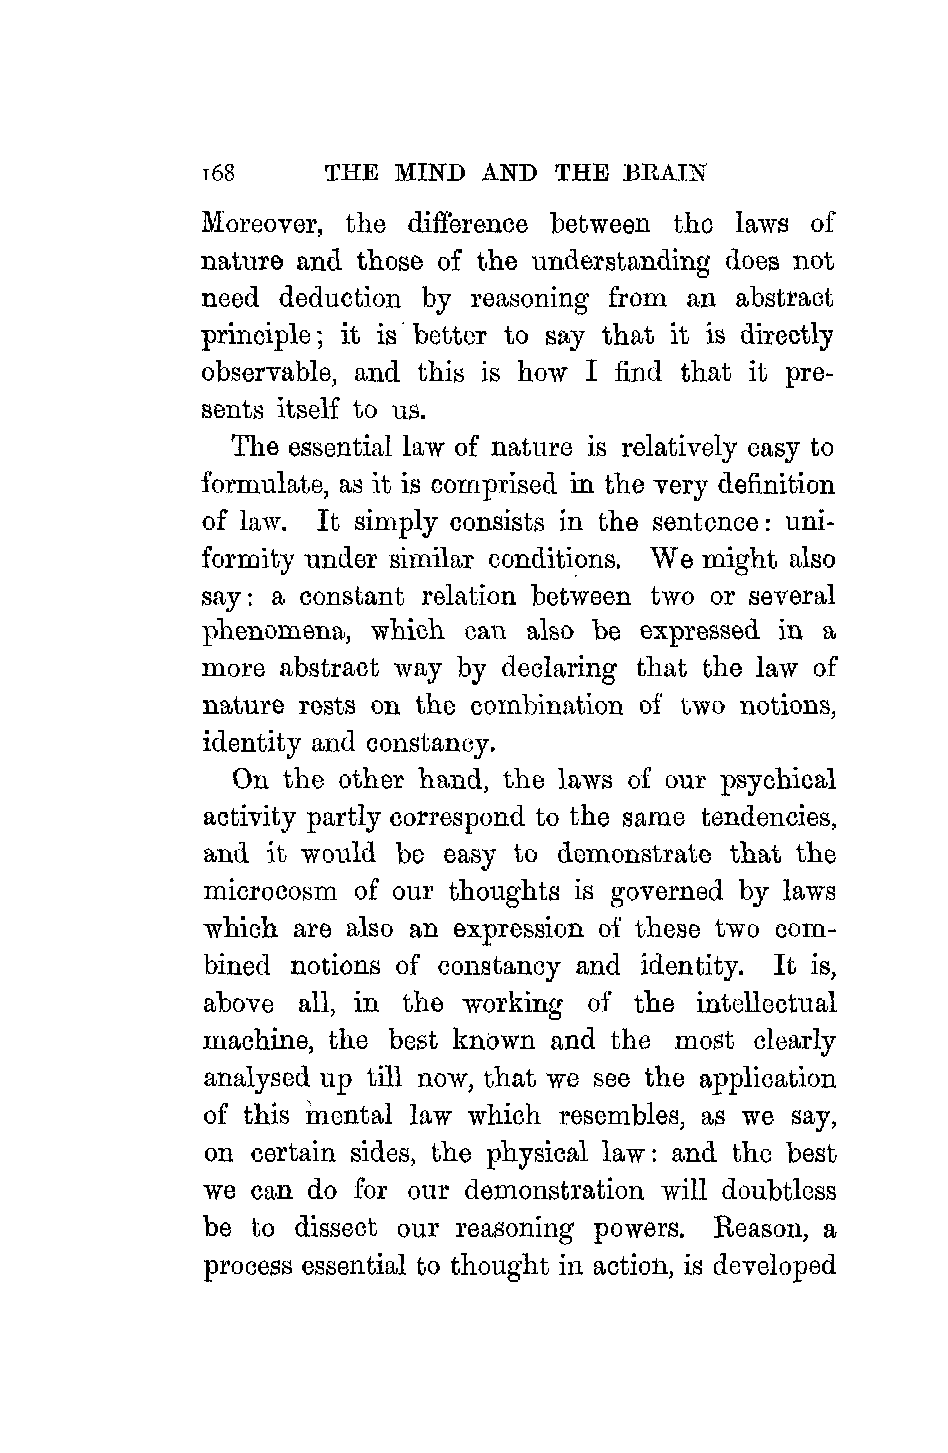 168 THE MIND AND THE BRAIN
Moreover, the difference between the laws of
nature and those of the understanding does not
need deduction by reasoning from an abstract
principle; it is better to say that it is directly
observable, and this is how I find that it pre-
sents itself to us.
The essential law of nature is relatively easy to
formulate, as it is comprised in the very definition
of law. It simply consists in the sentence: uni-
formity under similar conditions. We might also
say: a constant relation between two or several
phenomena, which can also be expressed in a
more abstract way by declaring that the law of
nature rests on the combination of two notions,
identity and constancy.
On the other hand, the laws of our psychical
activity partly correspond to the same tendencies,
and it would be easy to demonstrate that the
microcosm of our thoughts is governed by laws
which are also an expression of these two com-
bined notions of constancy and identity. It is,
above all, in the working of the intellectual
machine, the best known and the most clearly
analysed up till now, that we see the application
of this mental law which resembles, as we say,
on certain sides, the physical law: and the best
we can do for our demonstration will doubtless
be to dissect our reasoning powers. Reason, a
process essential to thought in action, is developed